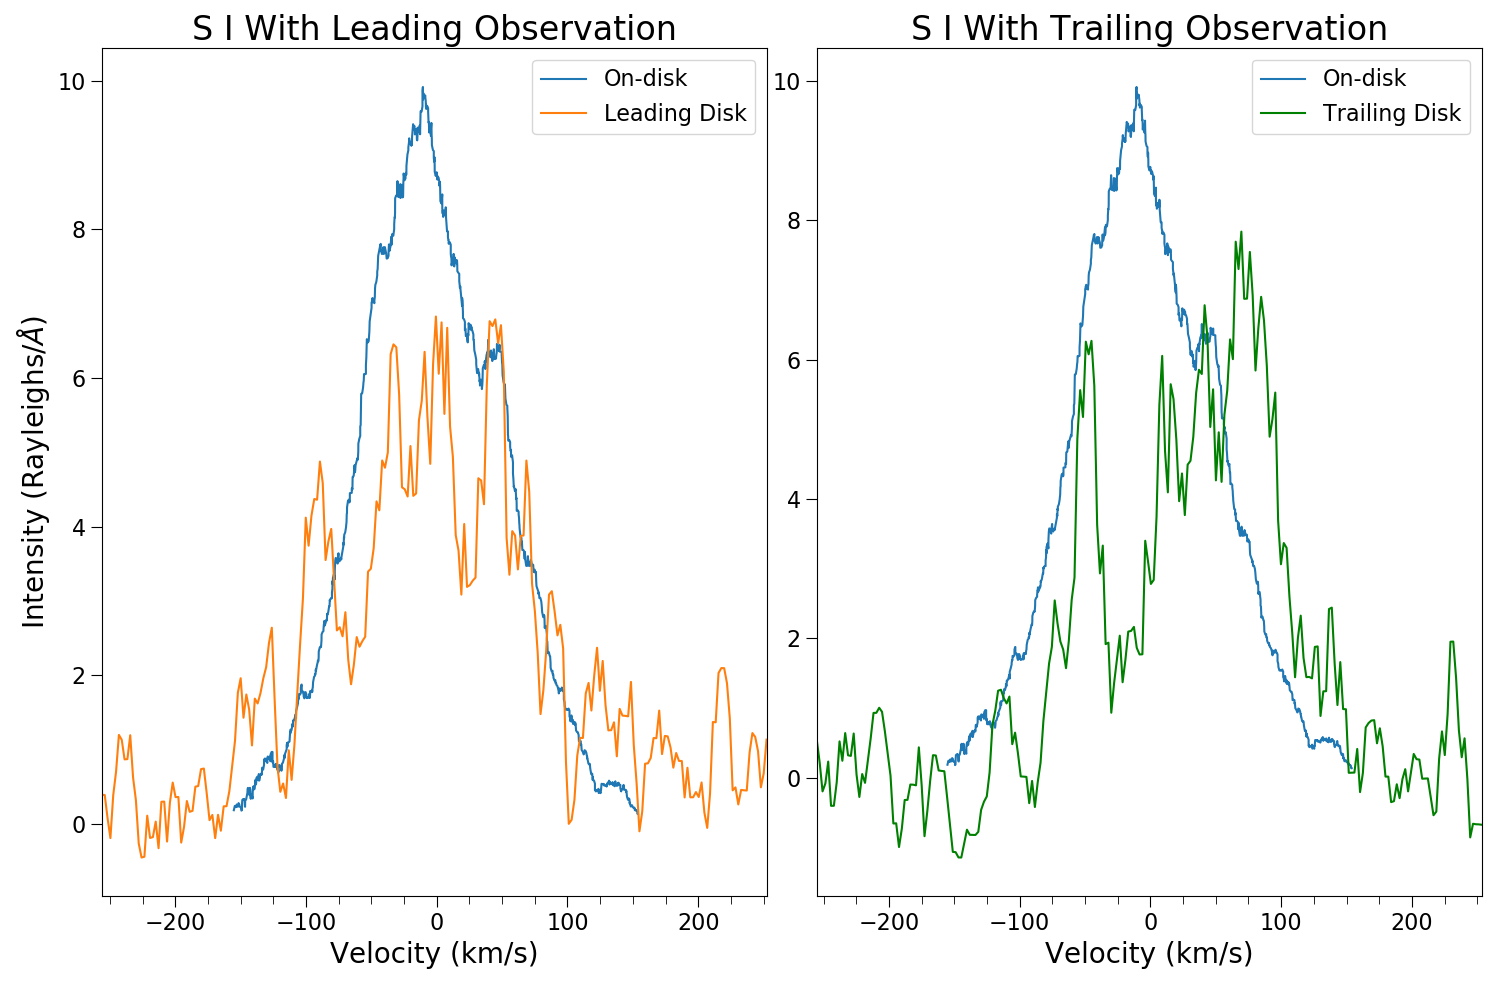 S I With Leading Observation
On-disk
Leading Disk
Intensity (Rayleighs/Å)
10
8
6
4
2
0
−200
−100
0
100
200
Velocity (km/s)
S I With Trailing Observation
On-disk
Trailing Disk
10
8
6
4
2
0
−200
−100
0
100
200
Velocity (km/s)